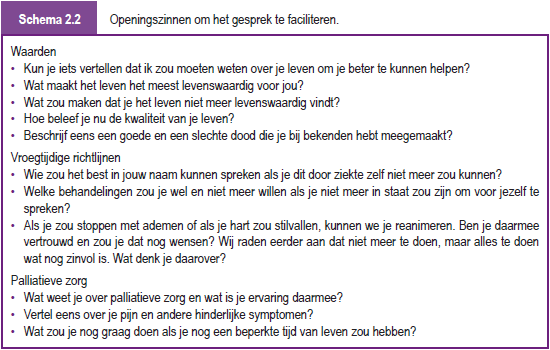 Schema 2.2 Openingszinnen om het gesprek te faciliteren.
Waarden
• Kun je iets vertellen dat ik zou moeten weten over je leven om je beter te kunnen helpen?
• Wat maakt het leven het meest levenswaardig voor jou?
• Wat zou maken dat je het leven niet meer levenswaardig vindt?
• Hoe beleef je nu de kwaliteit van je leven?
• Beschrijf eens een goede en een slechte dood die je bij bekenden hebt meegemaakt?
Vroegtijdige richtlijnen
• Wie zou het best in jouw naam kunnen spreken als je dit door ziekte zelf niet meer zou kunnen?
• Welke behandelingen zou je wel en niet meer willen als je niet meer in staat zou zijn om voor jezelf te
spreken?
• Als je zou stoppen met ademen of als je hart zou stilvallen, kunnen we je reanimeren. Ben je daarmee
vertrouwd en zou je dat nog wensen? Wij raden eerder aan dat niet meer te doen, maar alles te doen
wat nog zinvol is. Wat denk je daarover?
Palliatieve zorg
• Wat weet je over palliatieve zorg en wat is je ervaring daarmee?
• Vertel eens over je pijn en andere hinderlijke symptomen?
• Wat zou je nog graag doen als je nog een beperkte tijd van leven zou hebben?